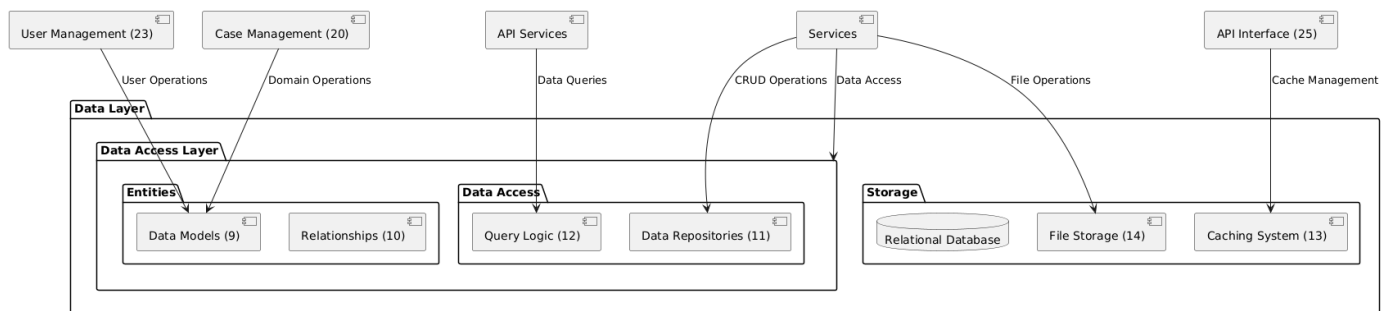 User Management (23)
Case Management (20)
API Services
Services
API Interface (25)
User Operations
Domain Operations
Data Queries
CRUD Operations
Data Access
File Operations
Cache Management
Data Layer
Data Access Layer
Entities
Data Access
Storage
Data Models (9)
Relationships (10)
Query Logic (12)
Data Repositories (11)
Relational Database
File Storage (14)
Caching System (13)